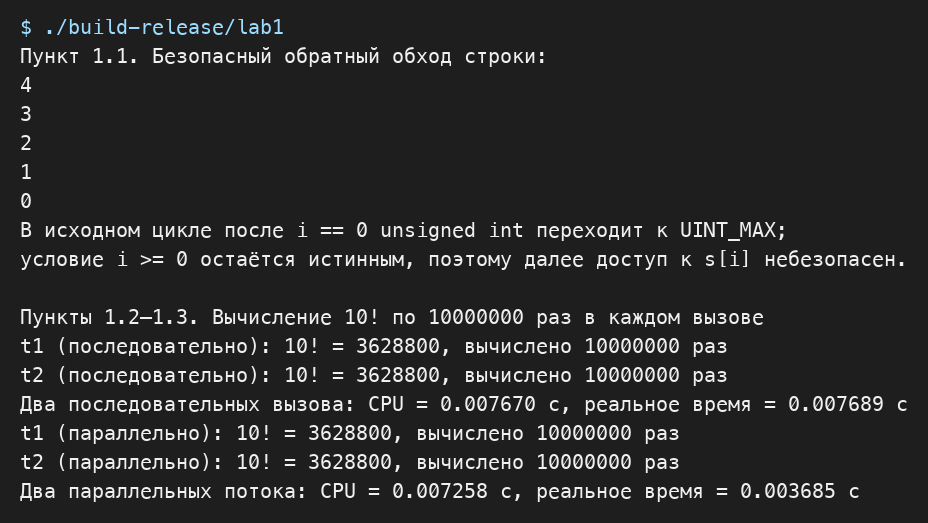 $ ./build-release/lab1
Пункт 1.1. Безопасный обратный обход строки:
4
3
2
1
0
В исходном цикле после i == 0 unsigned int переходит к UINT_MAX;
условие i >= 0 остаётся истинным, поэтому далее доступ к s[i] небезопасен.
Пункты 1.2–1.3. Вычисление 10! по 10000000 раз в каждом вызове
t1 (последовательно): 10! = 3628800, вычислено 10000000 раз
t2 (последовательно): 10! = 3628800, вычислено 10000000 раз
Два последовательных вызова: CPU = 0.007670 с, реальное время = 0.007689 с
t1 (параллельно): 10! = 3628800, вычислено 10000000 раз
t2 (параллельно): 10! = 3628800, вычислено 10000000 раз
Два параллельных потока: CPU = 0.007258 с, реальное время = 0.003685 с